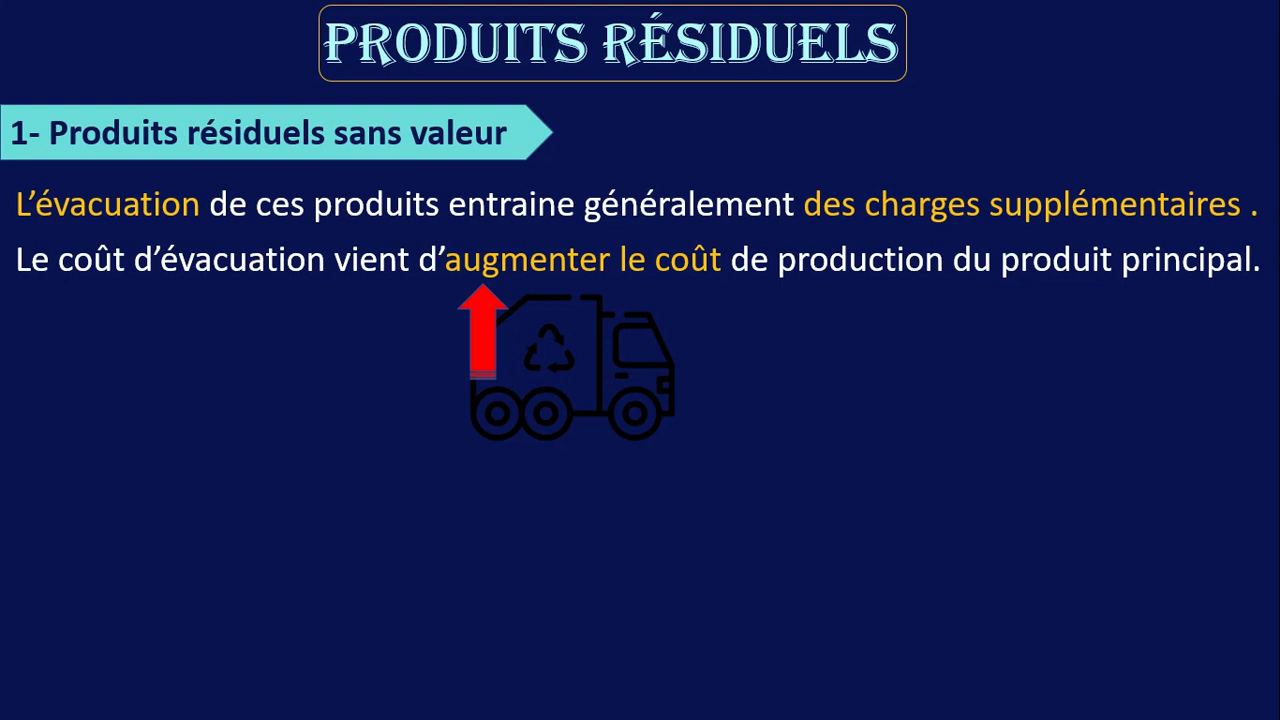 PRODUITS RÉSIDUELS
1- Produits résiduels sans valeur
L’évacuation de ces produits entraine généralement des charges supplémentaires .
Le coût d’évacuation vient d’augmenter le coût de production du produit principal.